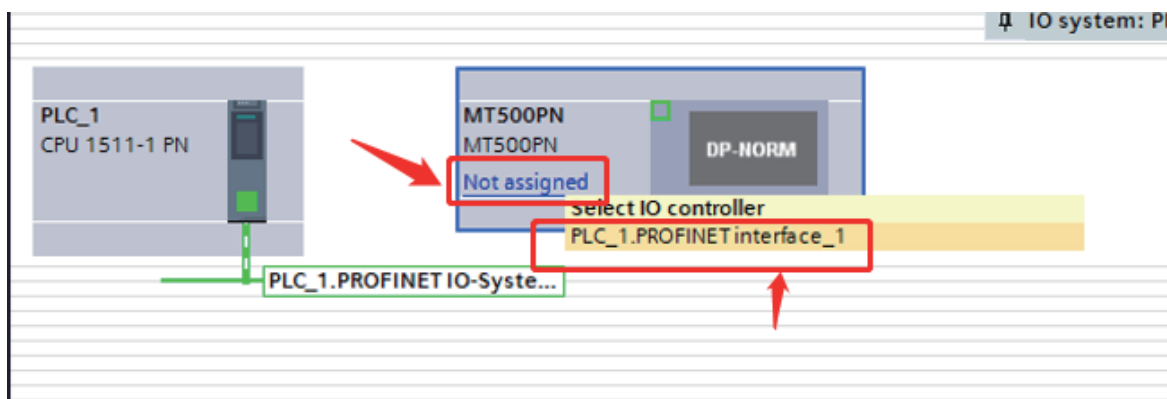 IO system: Pl
PLC_1
CPU 1511-1 PN
MT500PN
MT500PN
Not assigned
DP-NORM
Select IO controller
PLC_1.PROFINET interface_1
PLC_1.PROFINET IO-Syste...